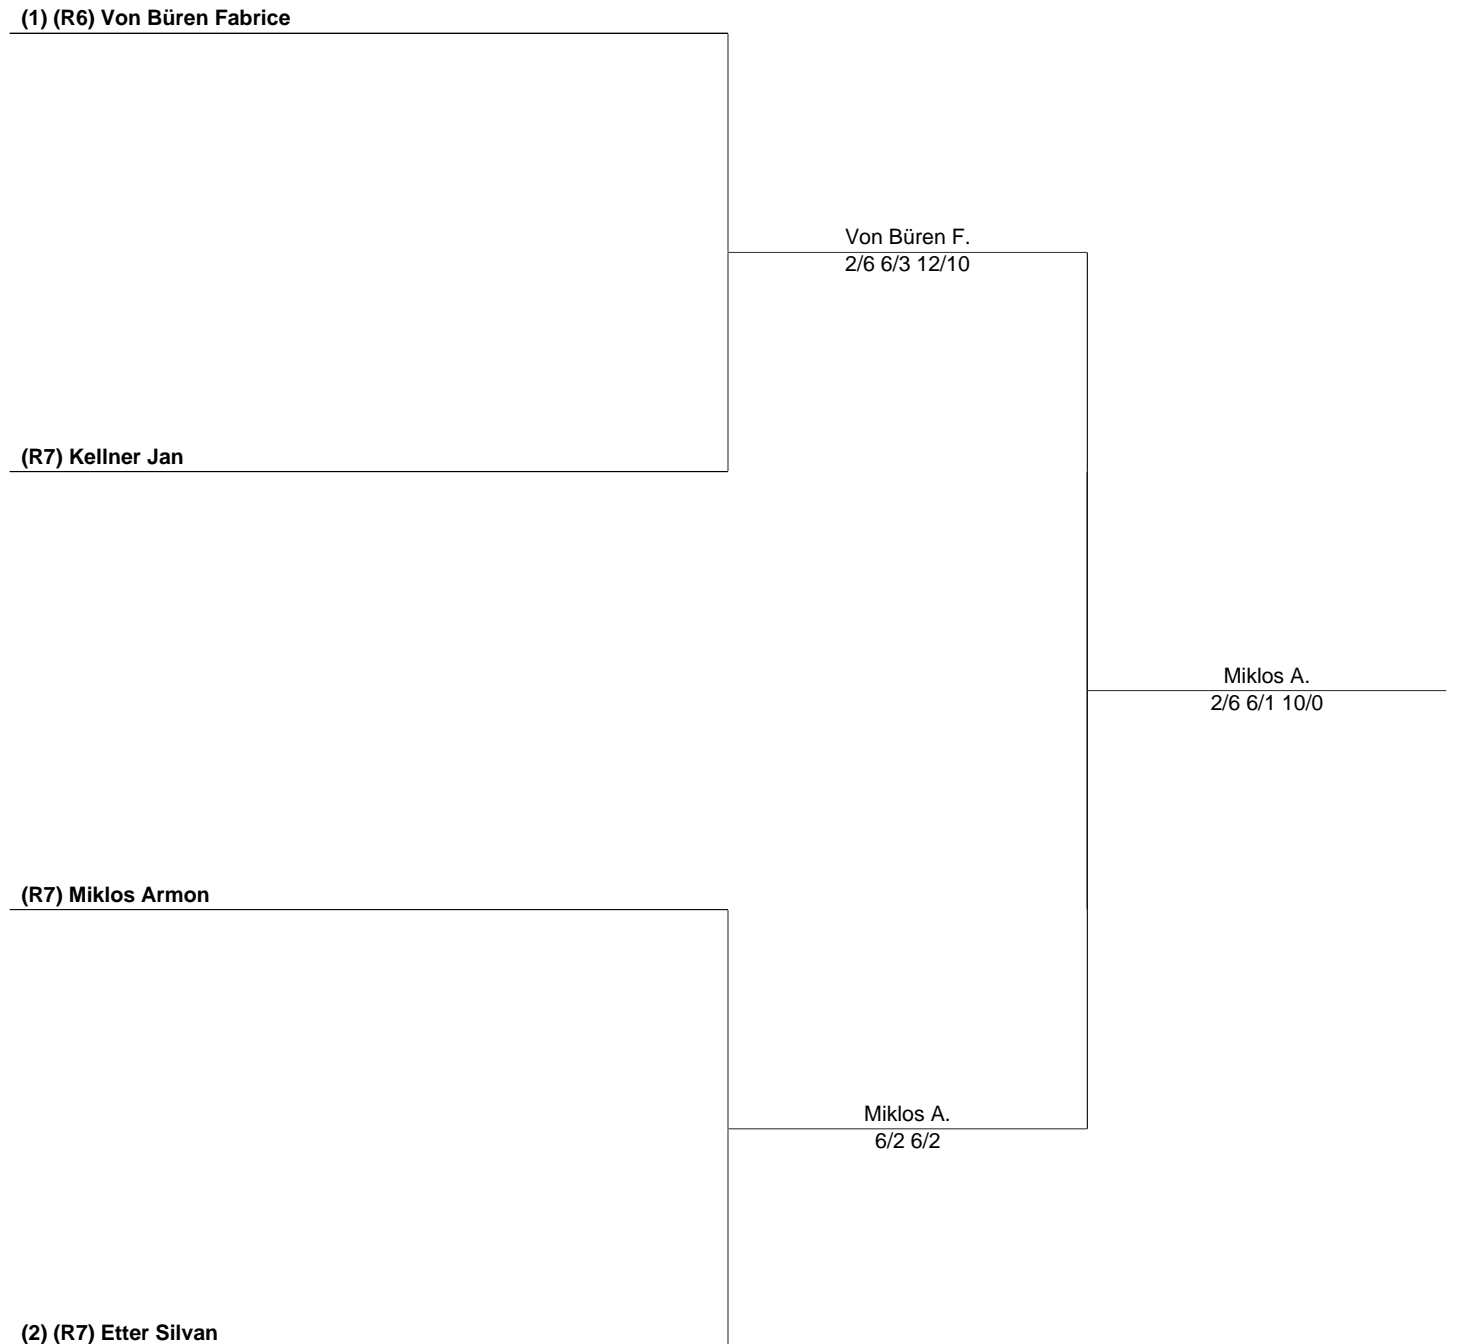 (1) (R6) Von Büren Fabrice
Von Büren F.
2/6 6/3 12/10
(R7) Kellner Jan
Miklos A.
2/6 6/1 10/0
(R7) Miklos Armon
Miklos A.
6/2 6/2
(2) (R7) Etter Silvan